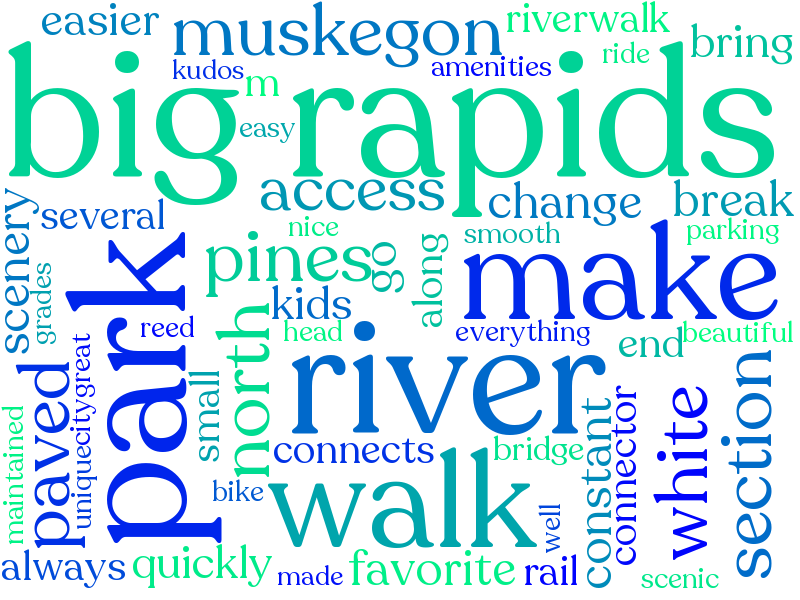 easier
muskegon
riverwalk
bring
kudos
m
amenities
ride
big rapids
easy
access
change
break
scenery
several
nice
smooth
parking
pines
go
along
make
grades
park
reed
kids
north
head
everything
end
beautiful
river
paved
great
city
unique
small
maintained
connects
bridge
constant
connector
white
section
bike
walk
well
always
quickly
made
favorite
rail
scenic